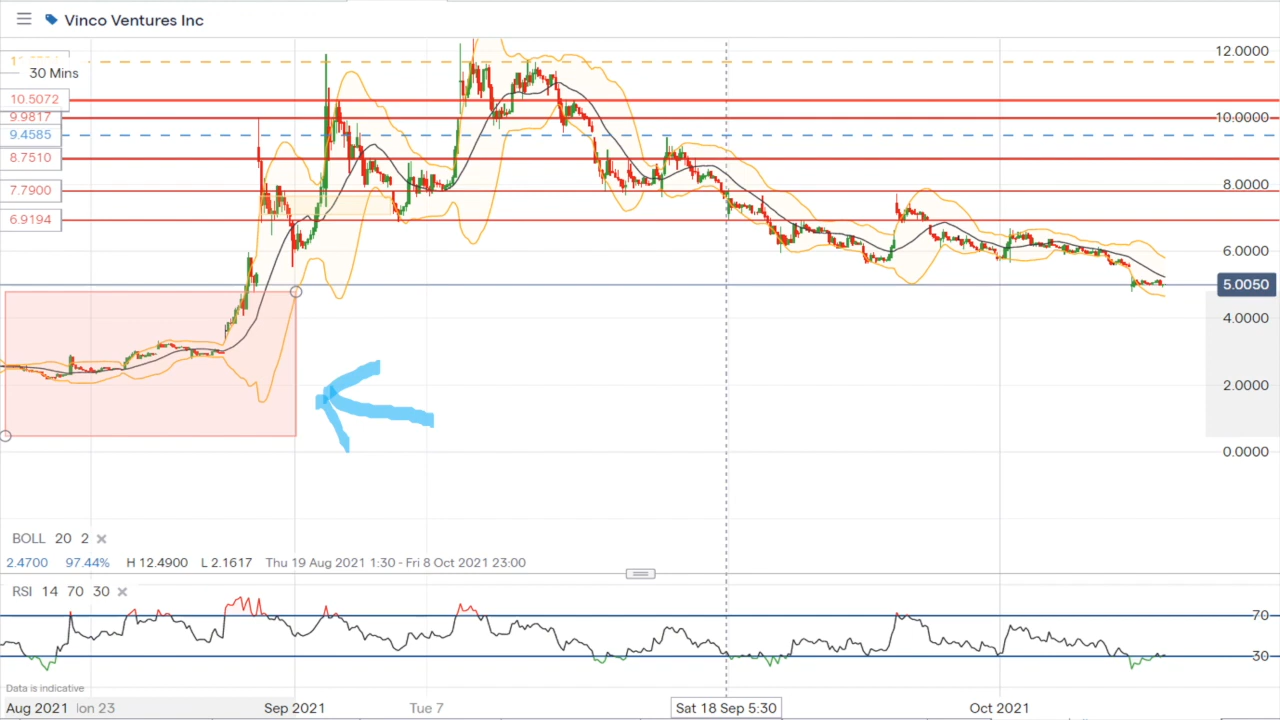 Vinco Ventures Inc
12.0000
30 Mins
10.5072
9.9817
10.0000
9.4585
8.7510
8.0000
7.7900
6.9194
6.0000
5.0050
4.0000
2.0000
0.0000
BOLL 20 2
2.4700 97.44% H 12.4900 L 2.1617 Thu 19 Aug 2021 1:30 - Fri 8 Oct 2021 23:00
RSI 14 70 30
70
30
Data is indicative
Aug 2021 on 23 Sep 2021 Tue 7 Sat 18 Sep 5:30 Oct 2021